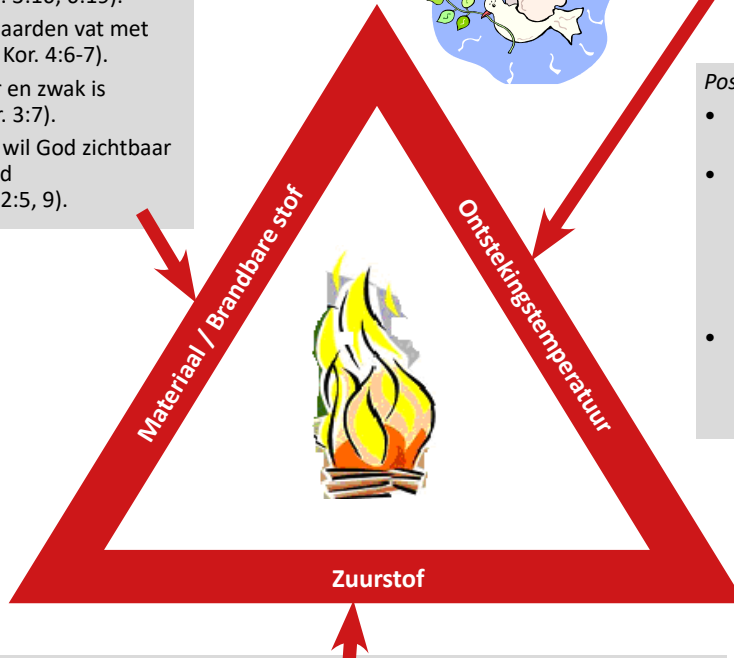 aarden vat met
Kor. 4:6-7).
en zwak is
3:7).
wil God zichtbaar
2:5, 9).
Materiaal / Brandbare stof
Ontstekingstemperatuur
•
•
•
Zuurstof